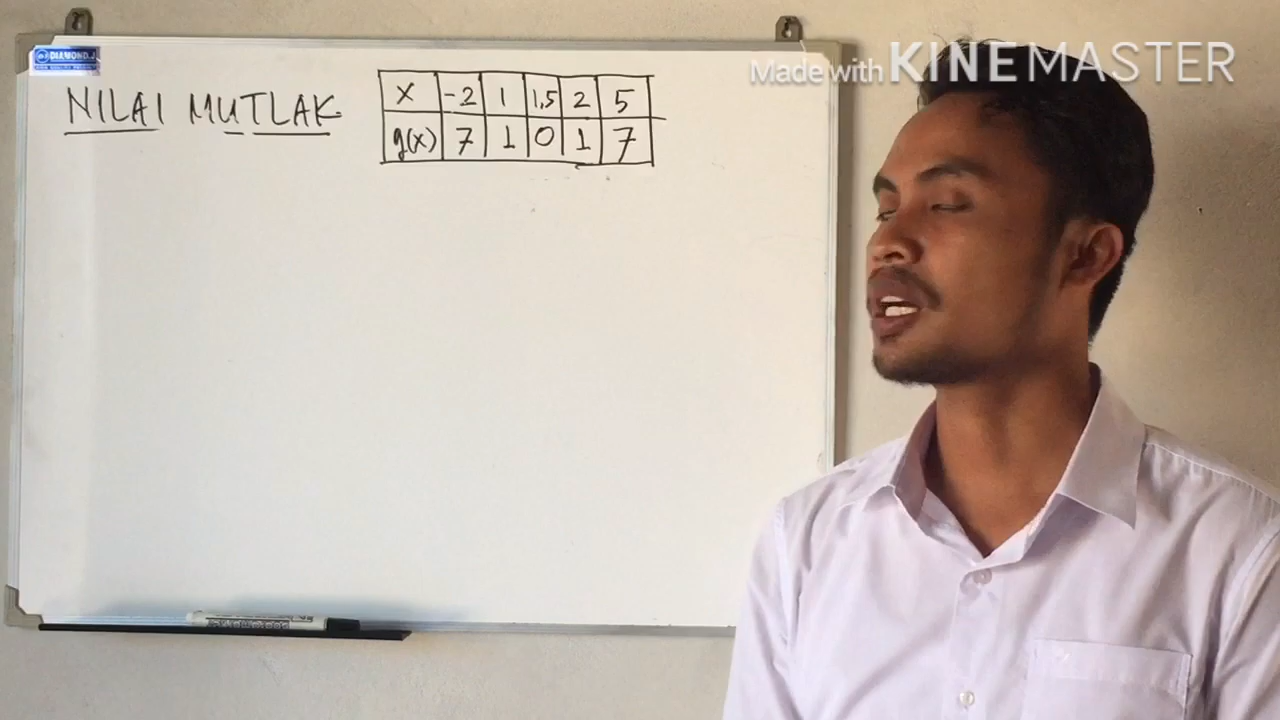 Made with KINEMASTER
DIAMOND
NILAI MUTLAK
x -2 1 1,5 2 5
g(x) 7 1 0 1 7